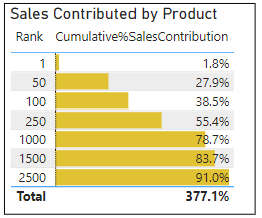 Sales Contributed by Product
Rank Cumulative%SalesContribution
1 1.8%
50 27.9%
100 38.5%
250 55.4%
1000 78.7%
1500 83.7%
2500 91.0%
Total 377.1%